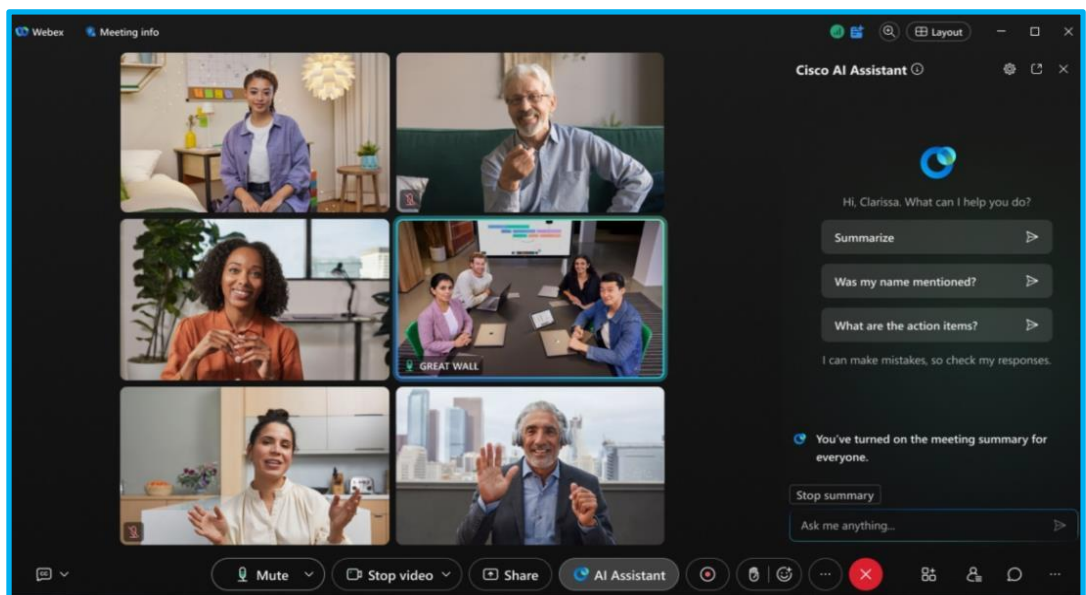 Webex
Meeting info
Layout
Cisco AI Assistant
Hi, Clarissa. What can I help you do?
Summarize
Was my name mentioned?
What are the action items?
I can make mistakes, so check my responses.
GREAT WALL
You've turned on the meeting summary for
everyone.
Stop summary
Ask me anything...
CC
Mute
Stop video
Share
AI Assistant